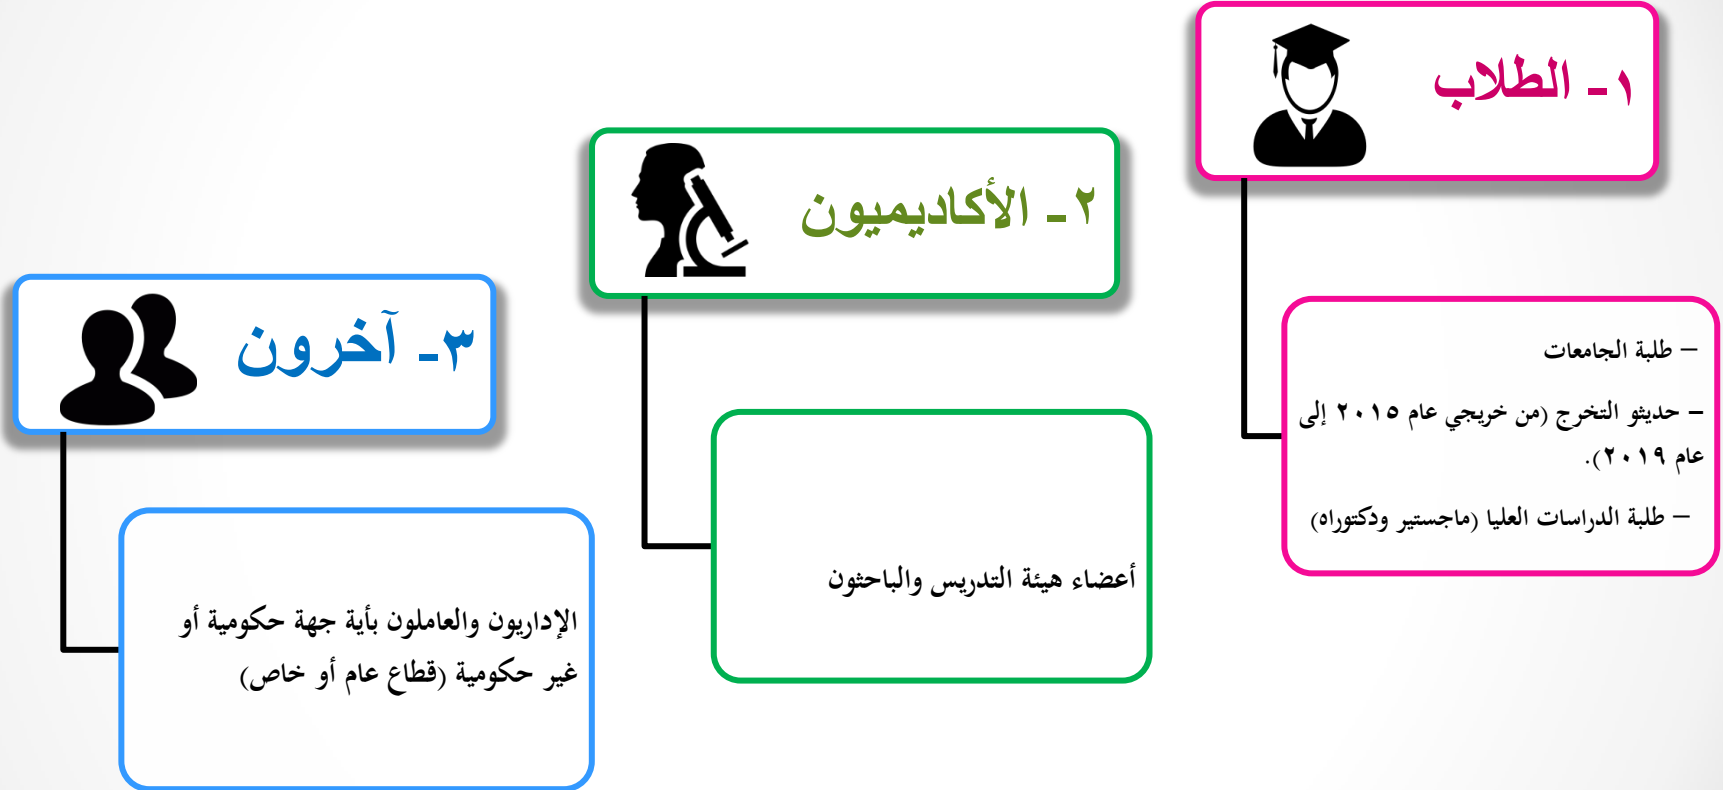 ١- الطلاب
– طلبة الجامعات
– حديثو التخرج (من خريجي عام ٢٠١٥ إلى
عام ٢٠١٩).
– طلبة الدراسات العليا (ماجستير ودكتوراه)
٢- الأكاديميون
أعضاء هيئة التدريس والباحثون
٣- آخرون
الإداريون والعاملون بأية جهة حكومية أو
غير حكومية (قطاع عام أو خاص)